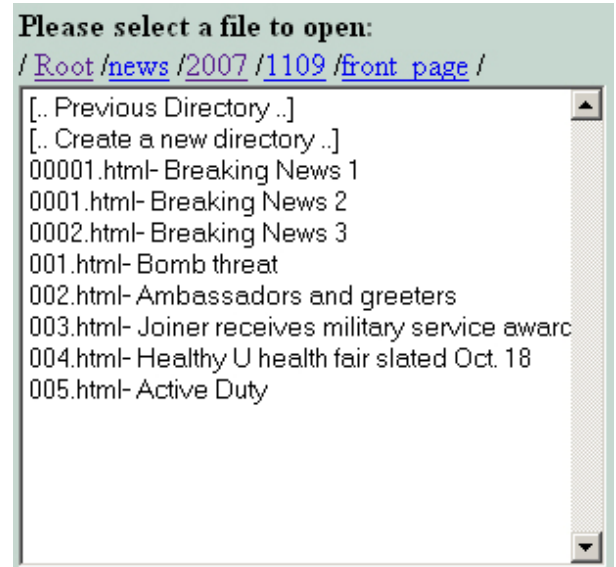 Please select a file to open:
/ Root /news /2007 /1109 /front_page /
[.. Previous Directory ..]
[.. Create a new directory ..]
00001.html- Breaking News 1
0001.html- Breaking News 2
0002.html- Breaking News 3
001.html- Bomb threat
002.html- Ambassadors and greeters
003.html- Joiner receives military service awarc
004.html- Healthy U health fair slated Oct. 18
005.html- Active Duty